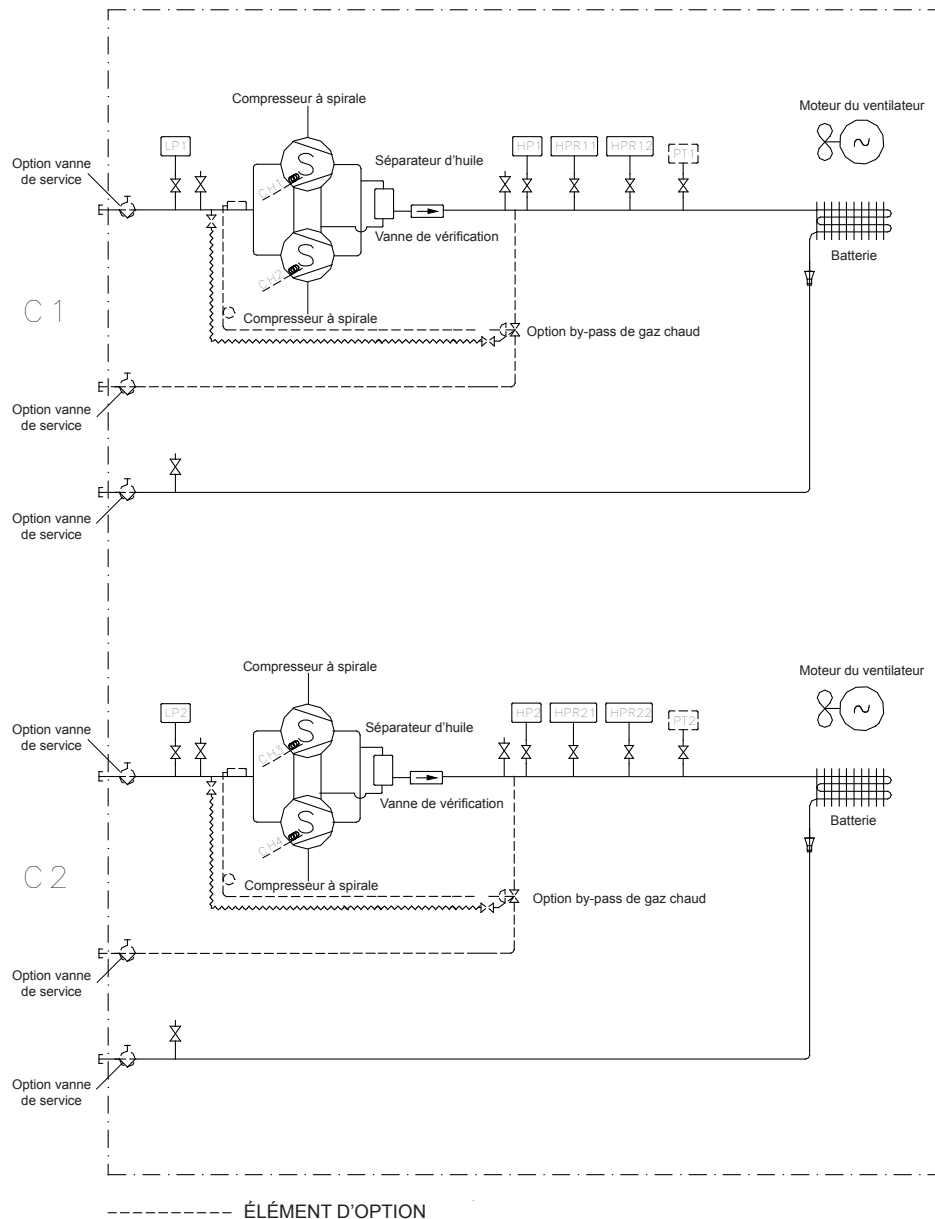 Compresseur à spirale
Moteur du ventilateur
Option vanne
de service
LP1
CH1
Séparateur d'huile
HP1
HPR11
HPR12
PT1
Vanne de vérification
Batterie
CH2
C 1
Compresseur à spirale
Option by-pass de gaz chaud
Option vanne
de service
Option vanne
de service
Compresseur à spirale
Moteur du ventilateur
Option vanne
de service
LP2
CH3
Séparateur d'huile
HP2
HPR21
HPR22
PT2
Vanne de vérification
Batterie
CH4
C 2
Compresseur à spirale
Option by-pass de gaz chaud
Option vanne
de service
Option vanne
de service
ÉLÉMENT D'OPTION